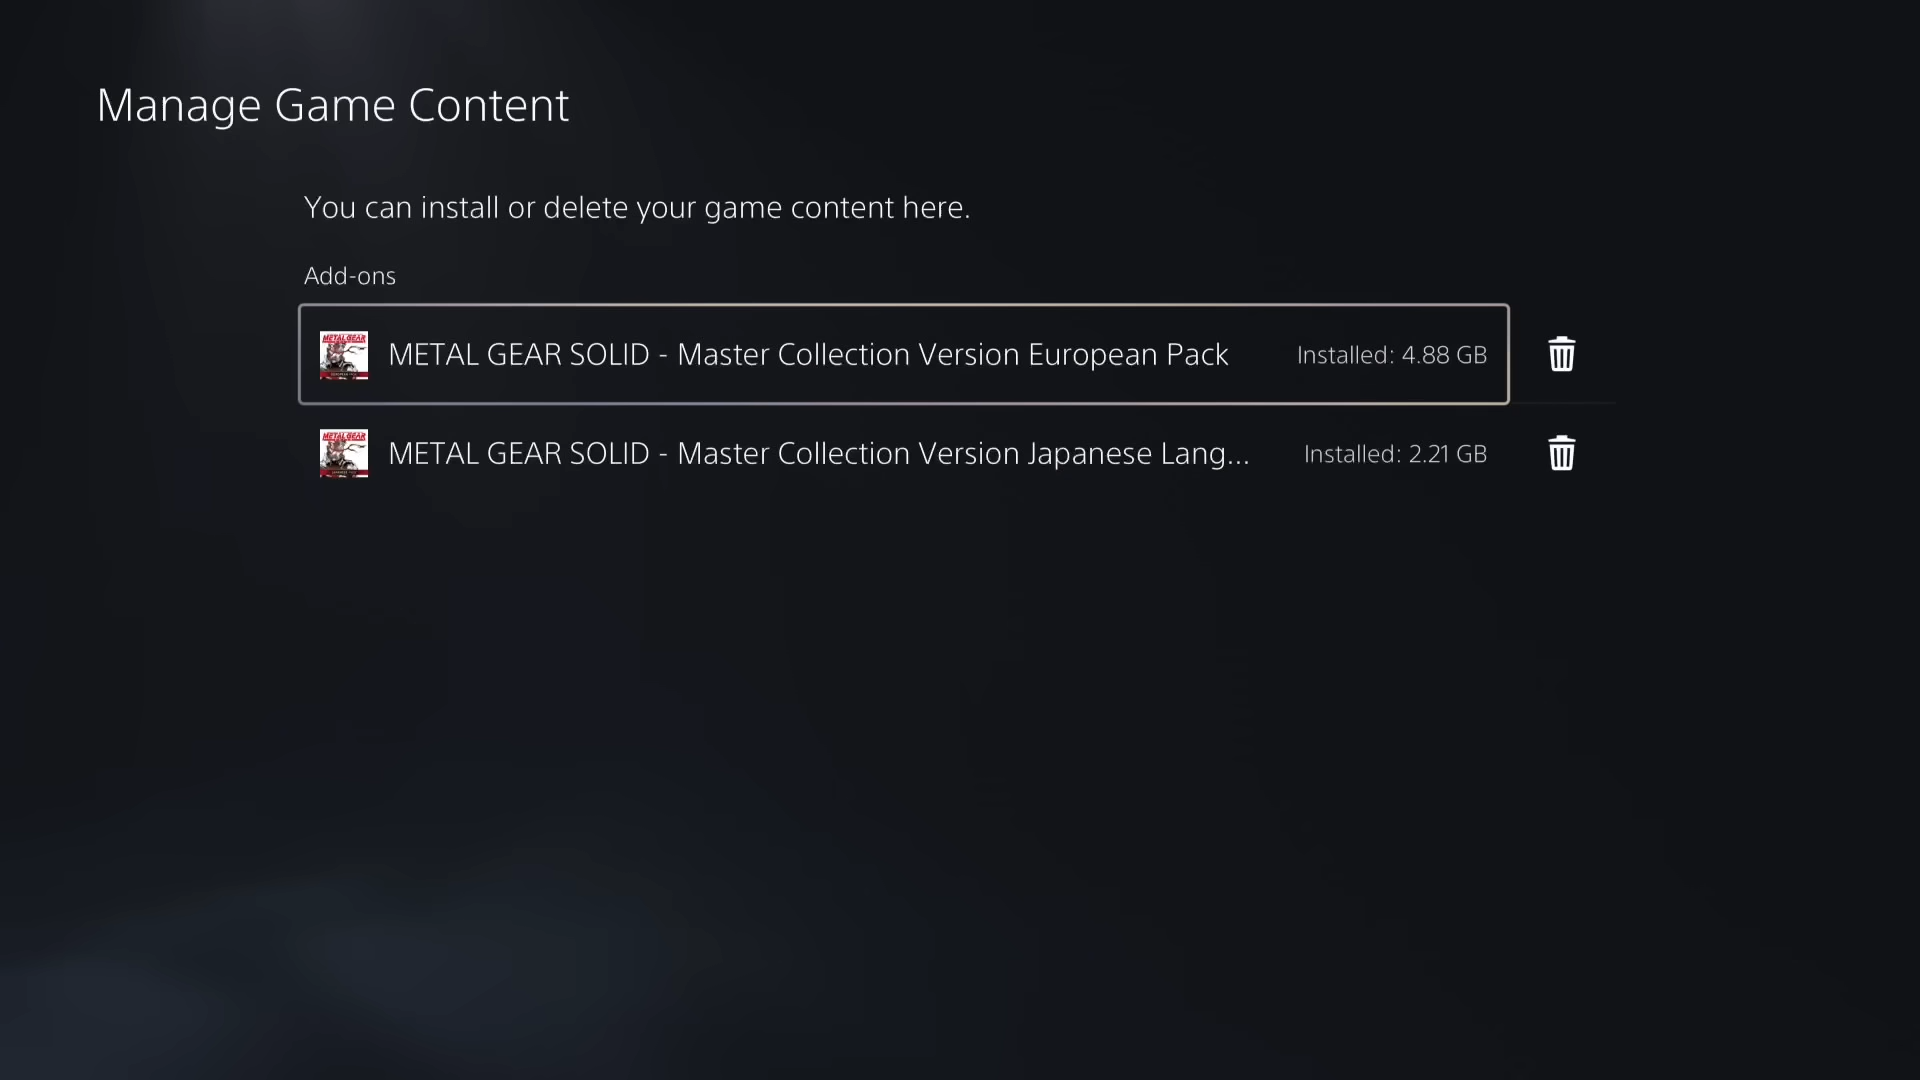 Manage Game Content
You can install or delete your game content here.
Add-ons
METAL GEAR SOLID - Master Collection Version European Pack Installed: 4.88 GB
METAL GEAR SOLID - Master Collection Version Japanese Lang... Installed: 2.21 GB